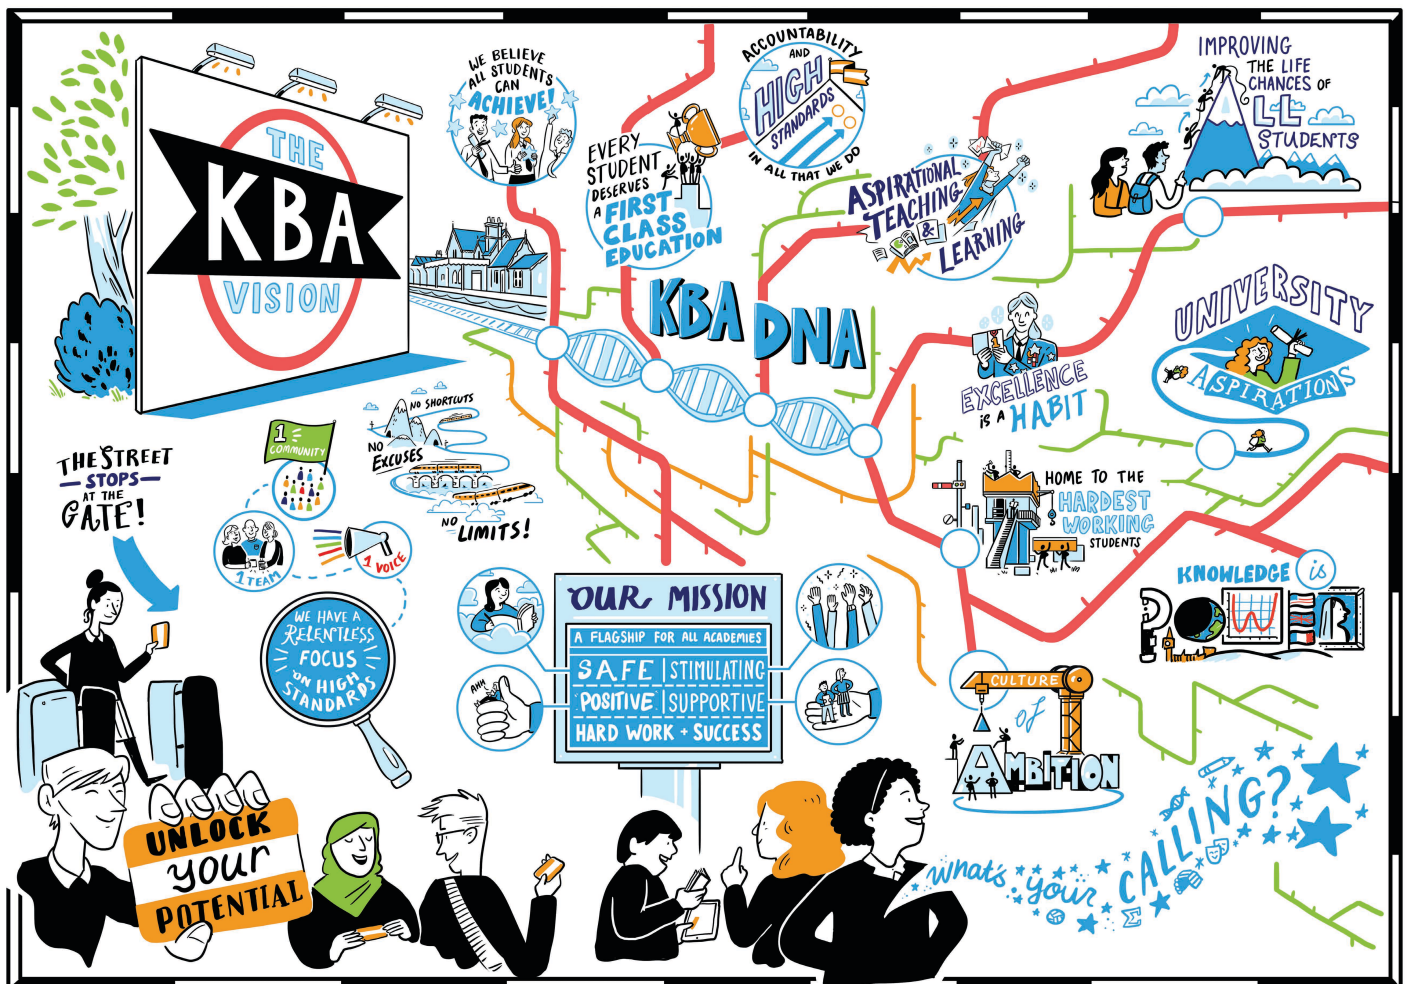 THE
KBA
VISION
WE BELIEVE
ALL STUDENTS
CAN
ACHIEVE!
EVERY
STUDENT
DESERVES
A FIRST
CLASS
EDUCATION
ACCOUNTABILITY
AND
HIGH
STANDARDS
IN ALL THAT WE DO
ASPIRATIONAL
TEACHING
&
LEARNING
IMPROVING
THE LIFE
CHANCES OF
LL
STUDENTS
KBA DNA
EXCELLENCE
is A HABIT
UNIVERSITY
ASPIRATIONS
THE STREET
STOPS
AT THE
GATE!
1
COMMUNITY
1 TEAM
1 VOICE
NO SHORTCUTS
NO
EXCUSES
NO
LIMITS!
WE HAVE A
RELENTLESS
FOCUS
ON HIGH
STANDARDS
OUR MISSION
A FLAGSHIP FOR ALL ACADEMIES
SAFE STIMULATING
POSITIVE SUPPORTIVE
HARD WORK + SUCCESS
AHH
HOME TO THE
HARDEST
WORKING
STUDENTS
KNOWLEDGE is
POWER
CULTURE
of
AMBITION
UNLOCK
your
POTENTIAL
What's your CALLING?